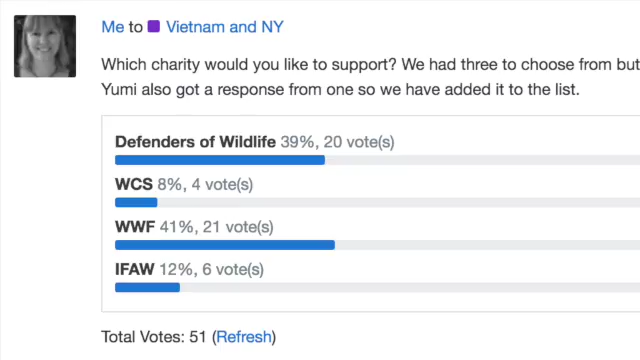 Me to Vietnam and NY
Which charity would you like to support? We had three to choose from but
Yumi also got a response from one so we have added it to the list.
Defenders of Wildlife 39%, 20 vote(s)
WCS 8%, 4 vote(s)
WWF 41%, 21 vote(s)
IFAW 12%, 6 vote(s)
Total Votes: 51 (Refresh)